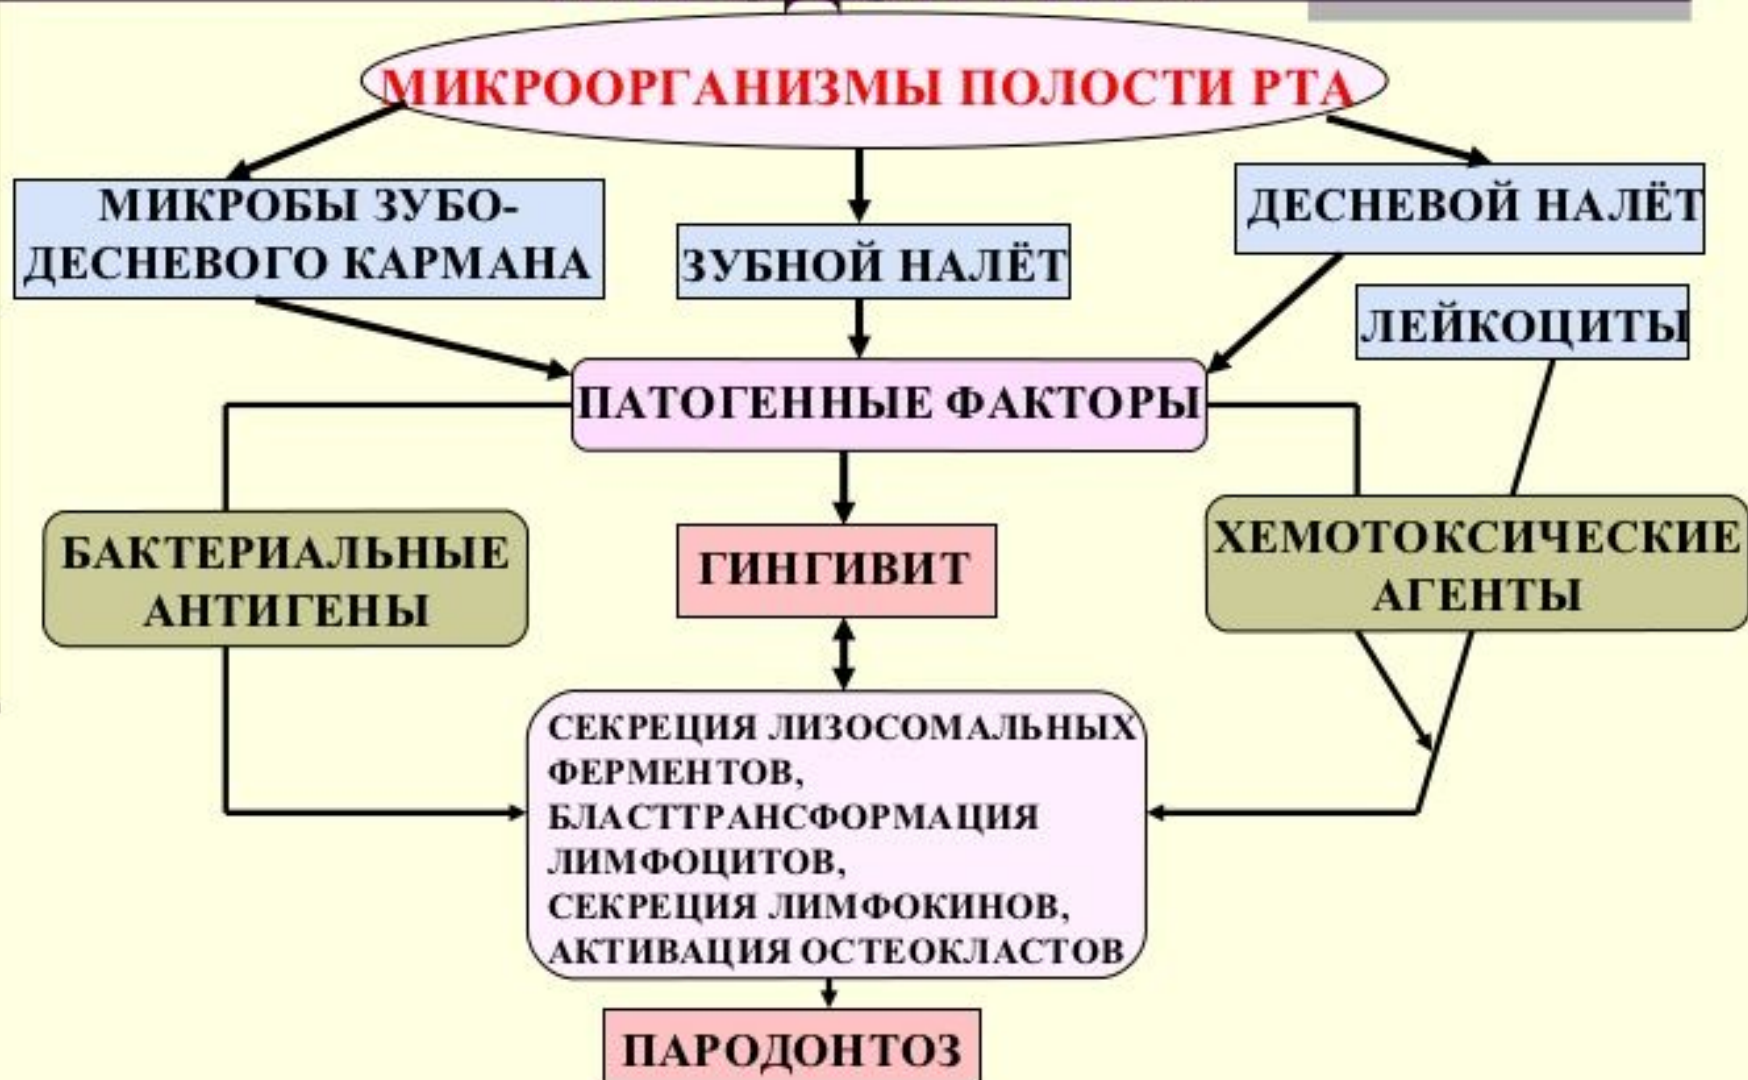 МИКРООРГАНИЗМЫ ПОЛОСТИ РТА
МИКРОБЫ ЗУБО-
ДЕСНЕВОГО КАРМАНА
ЗУБНОЙ НАЛЁТ
ДЕСНЕВОЙ НАЛЁТ
ЛЕЙКОЦИТЫ
ПАТОГЕННЫЕ ФАКТОРЫ
БАКТЕРИАЛЬНЫЕ
АНТИГЕНЫ
ГИНГИВИТ
ХЕМОТОКСИЧЕСКИЕ
АГЕНТЫ
СЕКРЕЦИЯ ЛИЗОСОМАЛЬНЫХ
ФЕРМЕНТОВ,
БЛАСТТРАНСФОРМАЦИЯ
ЛИМФОЦИТОВ,
СЕКРЕЦИЯ ЛИМФОКИНОВ,
АКТИВАЦИЯ ОСТЕОКЛАСТОВ
ПАРОДОНТОЗ